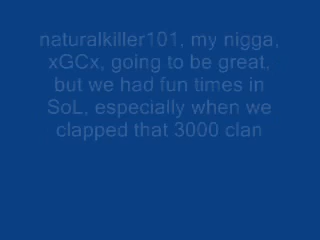 naturalkiller101, my nigga,
xGCx, going to be great,
but we had fun times in
SoL, especially when we
clapped that 3000 clan